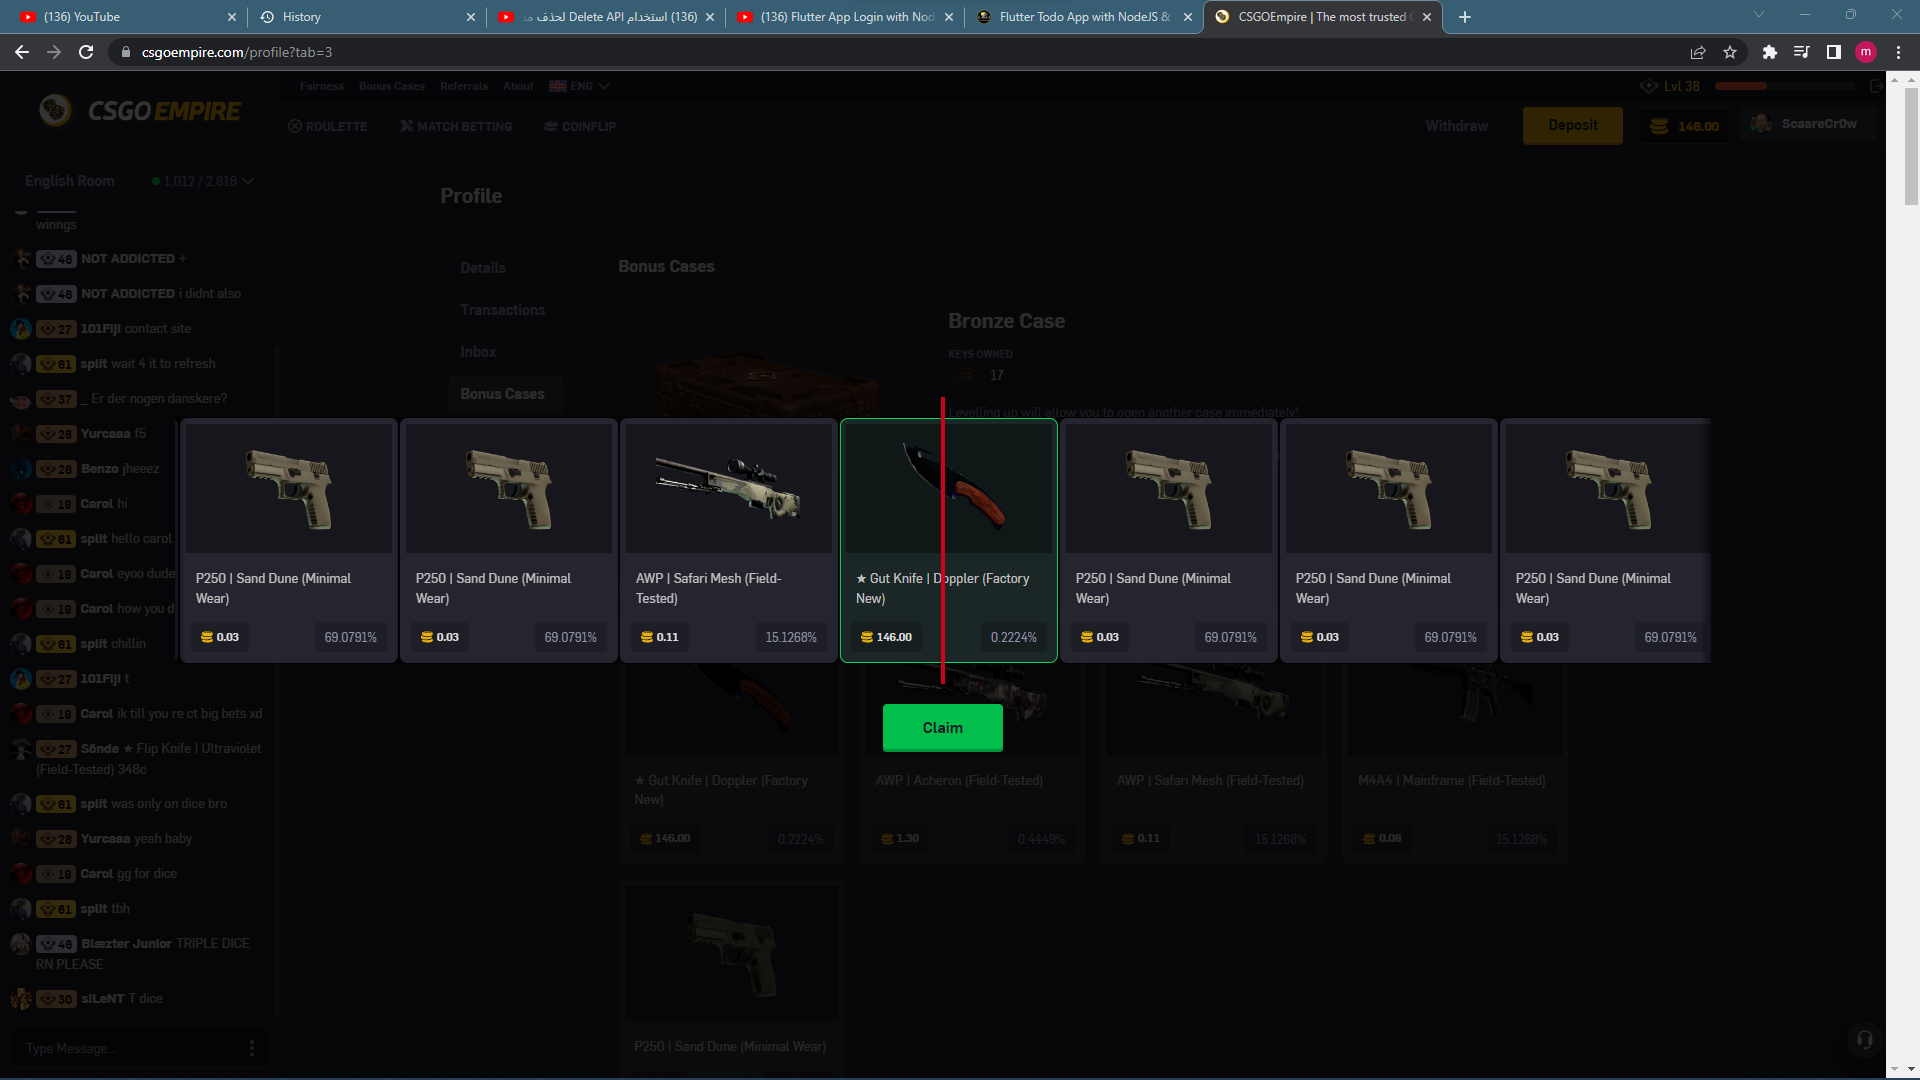 (136) YouTube
History
(136) استخدام Delete API لحذف
(136) Flutter App Login with Nod
Flutter Todo App with NodeJS &
CSGOEmpire | The most trusted
csgoempire.com/profile?tab=3
m
Fairness
Bonus Cases
Referrals
About
ENG
Lvl 38
CSGOEMPIRE
ROULETTE
MATCH BETTING
COINFLIP
Withdraw
Deposit
146.00
ScaareCr0w
English Room
1,012 / 2,818
winngs
46 NOT ADDICTED +
46 NOT ADDICTED i didnt also
27 101Fiji contact site
61 split wait 4 it to refresh
37 _ Er der nogen danskere?
26 Yurcaaa f5
26 Benzo jheeez
19 Carol hi
61 split hello carol
19 Carol eyoo dude
19 Carol how you d
61 split chillin
27 101Fiji t
19 Carol ik till you re ct big bets xd
27 Sönde ★ Flip Knife | Ultraviolet
(Field-Tested) 348c
61 split was only on dice bro
26 Yurcaaa yeah baby
19 Carol gg for dice
61 split tbh
46 Blæzter Junior TRIPLE DICE
RN PLEASE
30 s!LeNT T dice
Type Message...
Profile
Details
Transactions
Inbox
Bonus Cases
Bonus Cases
Bronze Case
KEYS OWNED
17
Levelling up will allow you to open another case immediately!
P250 | Sand Dune (Minimal
Wear)
0.03
69.0791%
P250 | Sand Dune (Minimal
Wear)
0.03
69.0791%
AWP | Safari Mesh (Field-
Tested)
0.11
15.1268%
★ Gut Knife | Doppler (Factory
New)
146.00
0.2224%
P250 | Sand Dune (Minimal
Wear)
0.03
69.0791%
P250 | Sand Dune (Minimal
Wear)
0.03
69.0791%
P250 | Sand Dune (Minimal
Wear)
0.03
69.0791%
Claim
★ Gut Knife | Doppler (Factory
New)
146.00
0.2224%
AWP | Acheron (Field-Tested)
1.30
0.4449%
AWP | Safari Mesh (Field-Tested)
0.11
15.1268%
M4A4 | Mainframe (Field-Tested)
0.08
15.1268%
P250 | Sand Dune (Minimal Wear)